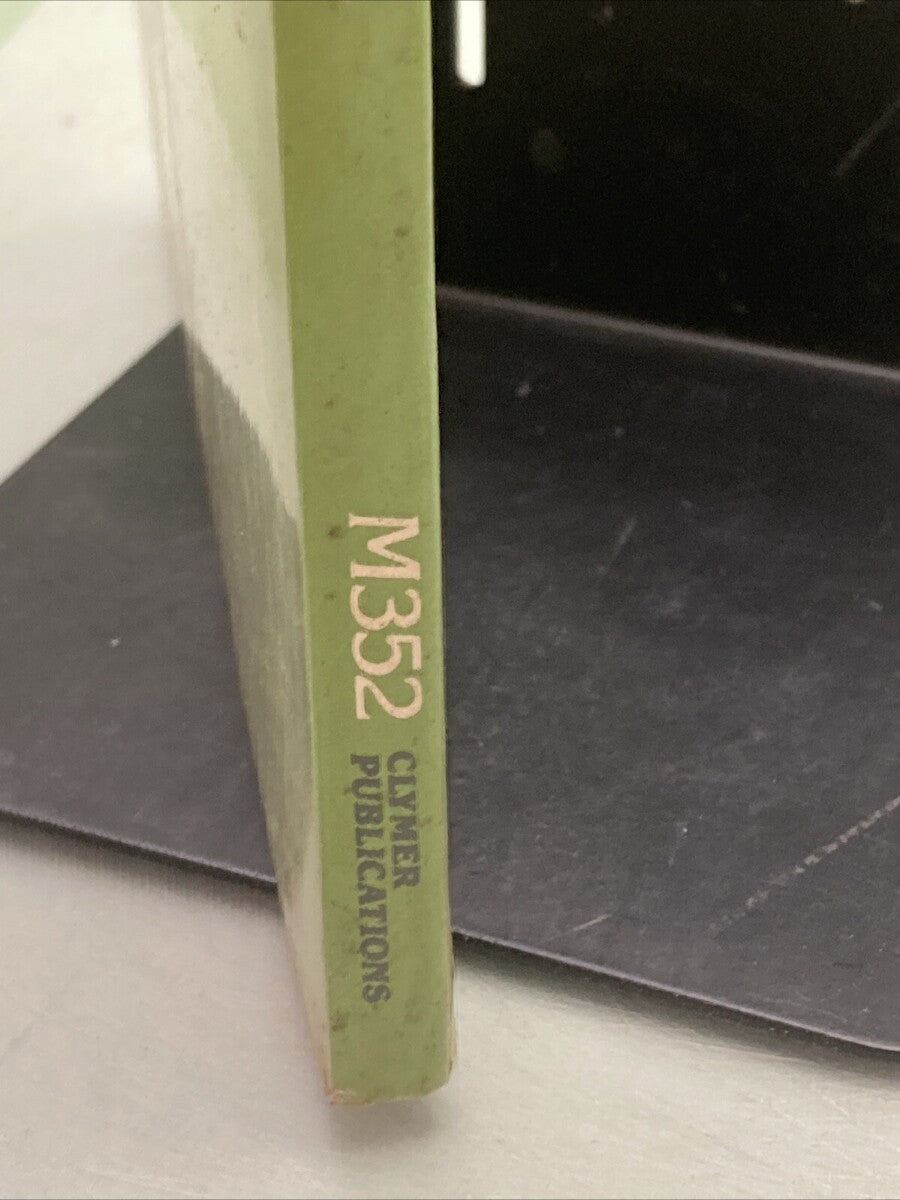 M352
CLYMER
PUBLICATIONS